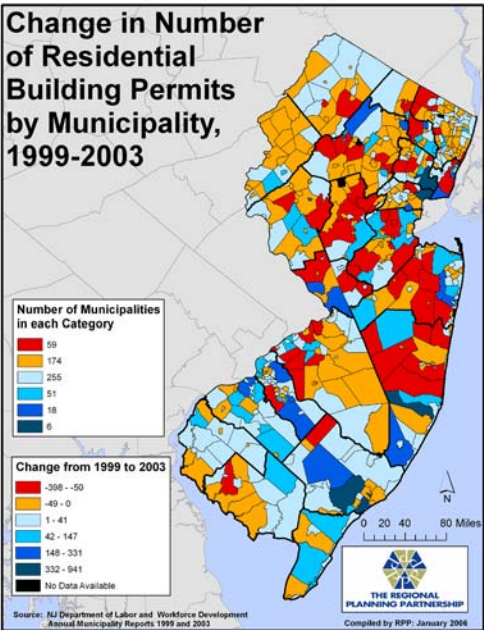 Change in Number
of Residential
Building Permits
by Municipality,
1999-2003
Number of Municipalities
in each Category
59
174
255
51
18
6
Change from 1999 to 2003
-398 - -50
-49 - 0
1 - 41
42 - 147
148 - 331
332 - 941
No Data Available
N
0 20 40 80 Miles
THE REGIONAL
PLANNING PARTNERSHIP
Source: NJ Department of Labor and Workforce Development
Annual Municipality Reports 1999 and 2003
Compiled by RPP: January 2006